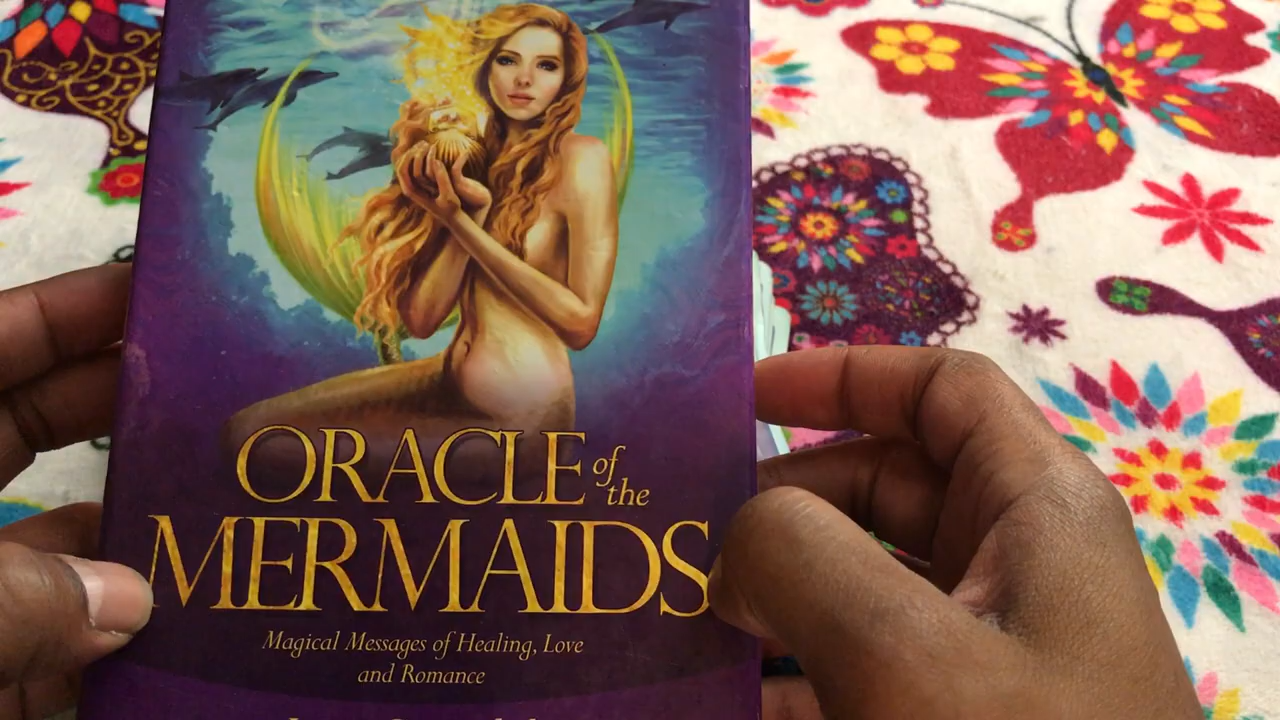 ORACLE of the
MERMAIDS
Magical Messages of Healing, Love
and Romance